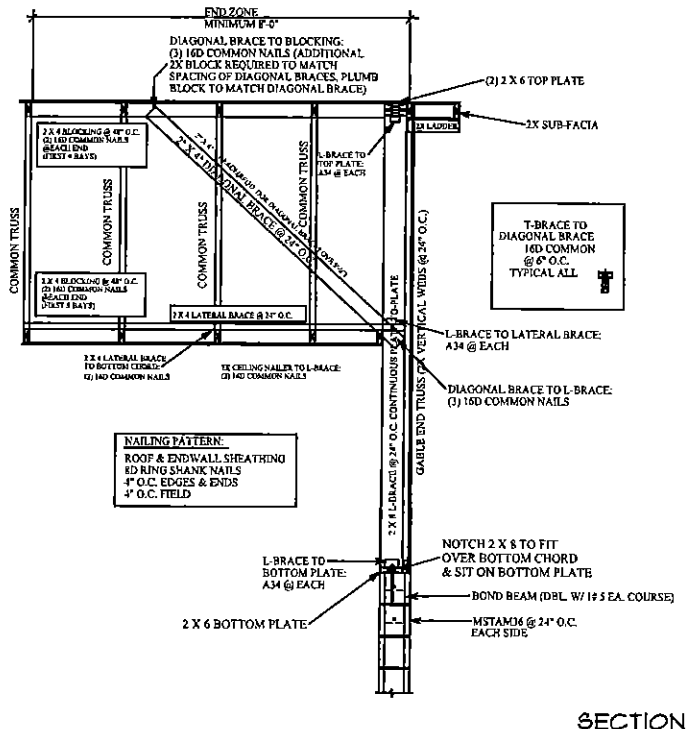 END ZONE
MINIMUM 8'-0"
DIAGONAL BRACE TO BLOCKING:
(3) 16D COMMON NAILS (ADDITIONAL
2X BLOCK REQUIRED TO MATCH
SPACING OF DIAGONAL BRACES, PLUMB
BLOCK TO MATCH DIAGONAL BRACE)
(2) 2 X 6 TOP PLATE
2X LADDER
2X SUB-FACIA
2 X 4 BLOCKING @ 48" O.C.
(2) 16D COMMON NAILS
@EACH END
(FIRST 4 BAYS)
L-BRACE TO
TOP PLATE:
A34 @ EACH
COMMON TRUSS
COMMON TRUSS
COMMON TRUSS
COMMON TRUSS
2" X 4" DIAGONAL BRACE @ 24" O.C.
T-BRACE TO
DIAGONAL BRACE
16D COMMON
@ 6" O.C.
TYPICAL ALL
2 X 4 BLOCKING @ 48" O.C.
(2) 16D COMMON NAILS
@EACH END
(FIRST 5 BAYS)
2 X 4 LATERAL BRACE @ 24" O.C.
L-BRACE TO LATERAL BRACE:
A34 @ EACH
2 X 4 LATERAL BRACE
TO BOTTOM CHORD:
(2) 16D COMMON NAILS
1X CEILING NAILER TO L-BRACE:
(2) 16D COMMON NAILS
DIAGONAL BRACE TO L-BRACE:
(3) 16D COMMON NAILS
2 X 8 L-BRACE @ 24" O.C. CONTINUOUS PLATE-TO-PLATE
GABLE END TRUSS (2X VERTICAL WEBS @ 24" O.C.)
NAILING PATTERN:
ROOF & ENDWALL SHEATHING
8D RING SHANK NAILS
4" O.C. EDGES & ENDS
4" O.C. FIELD
NOTCH 2 X 8 TO FIT
OVER BOTTOM CHORD
& SIT ON BOTTOM PLATE
L-BRACE TO
BOTTOM PLATE:
A34 @ EACH
BOND BEAM (DBL. W/ 1# 5 EA. COURSE)
2 X 6 BOTTOM PLATE
MSTAM36 @ 24" O.C.
EACH SIDE
SECTION